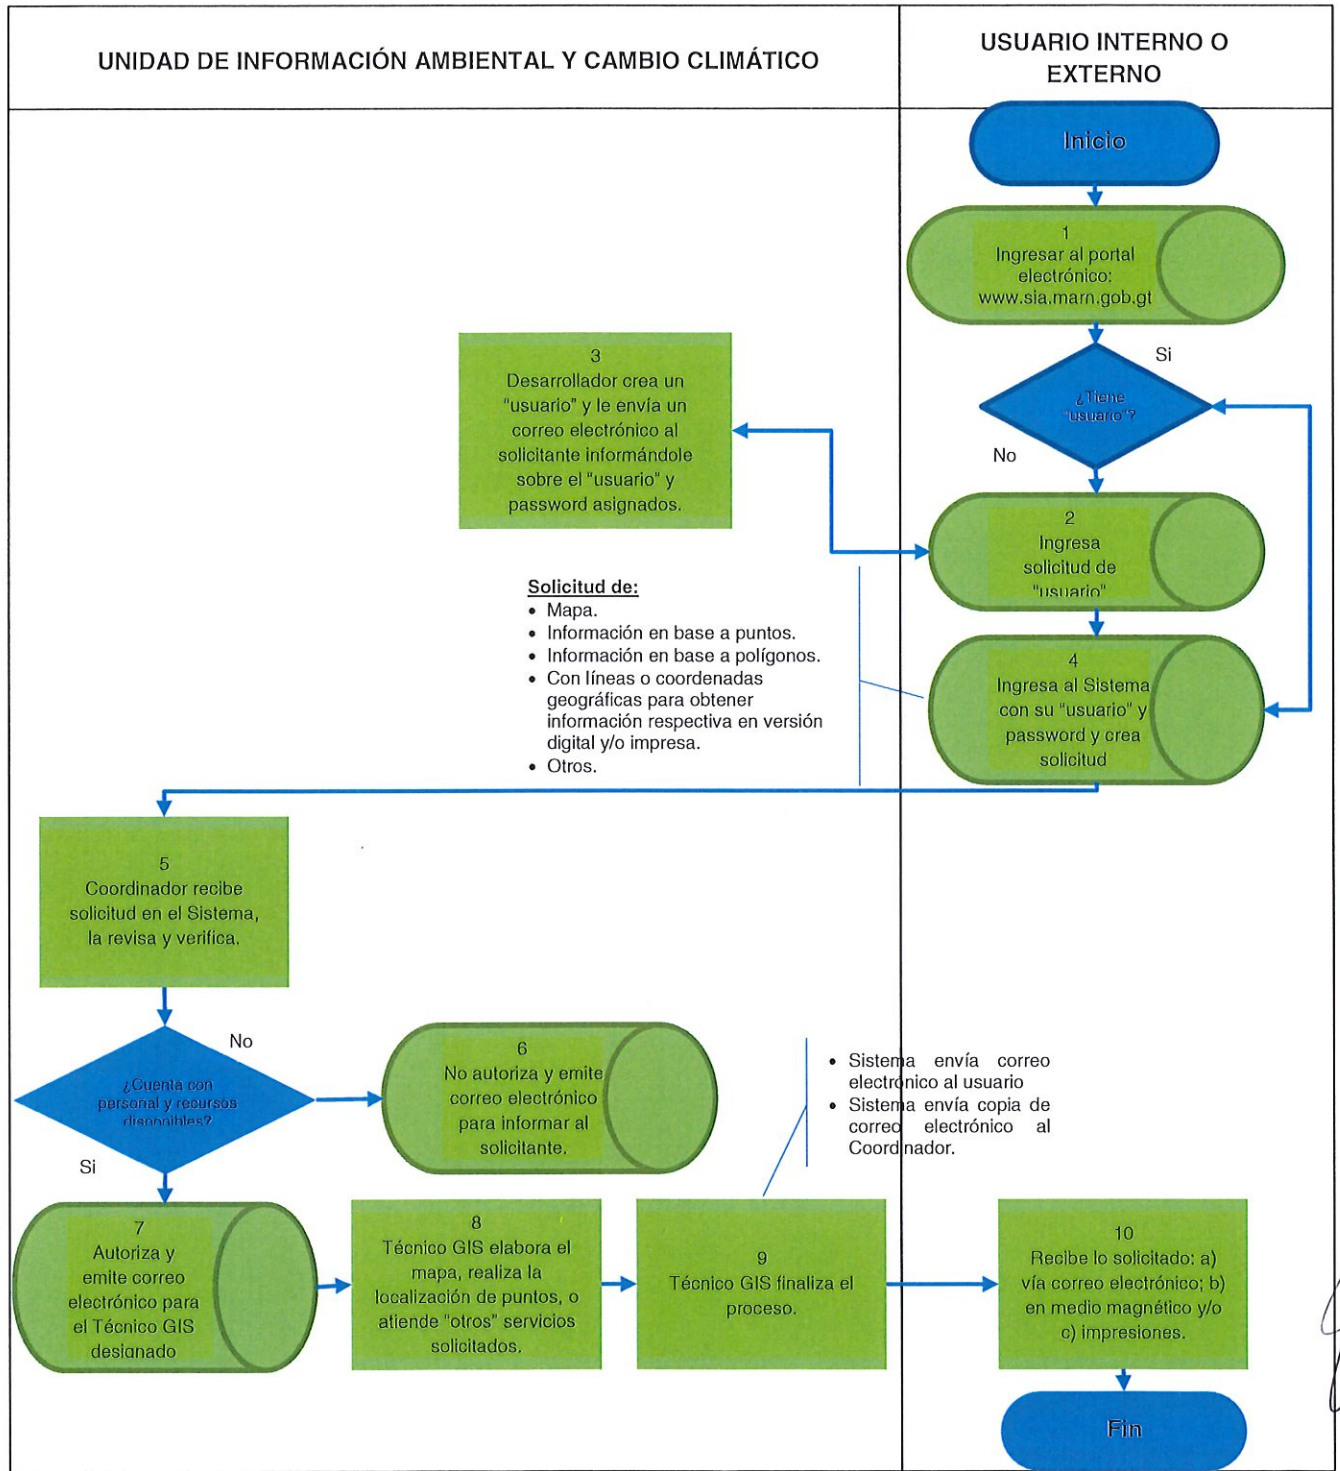 UNIDAD DE INFORMACIÓN AMBIENTAL Y CAMBIO CLIMÁTICO
USUARIO INTERNO O
EXTERNO
Inicio
1
Ingresar al portal
electrónico:
www.sia.marn.gob.gt
Si
¿Tiene
"usuario"?
No
2
Ingresa
solicitud de
"usuario"
3
Desarrollador crea un
"usuario" y le envía un
correo electrónico al
solicitante informándole
sobre el "usuario" y
password asignados.
Solicitud de:
• Mapa.
• Información en base a puntos.
• Información en base a polígonos.
• Con líneas o coordenadas
geográficas para obtener
información respectiva en versión
digital y/o impresa.
• Otros.
4
Ingresa al Sistema
con su "usuario" y
password y crea
solicitud
5
Coordinador recibe
solicitud en el Sistema,
la revisa y verifica.
No
¿Cuenta con
personal y recursos
disponibles?
Si
6
No autoriza y emite
correo electrónico
para informar al
solicitante.
• Sistema envía correo
electrónico al usuario
• Sistema envía copia de
correo electrónico al
Coordinador.
7
Autoriza y
emite correo
electrónico para
el Técnico GIS
designado
8
Técnico GIS elabora el
mapa, realiza la
localización de puntos, o
atiende "otros" servicios
solicitados.
9
Técnico GIS finaliza el
proceso.
10
Recibe lo solicitado: a)
vía correo electrónico; b)
en medio magnético y/o
c) impresiones.
Fin